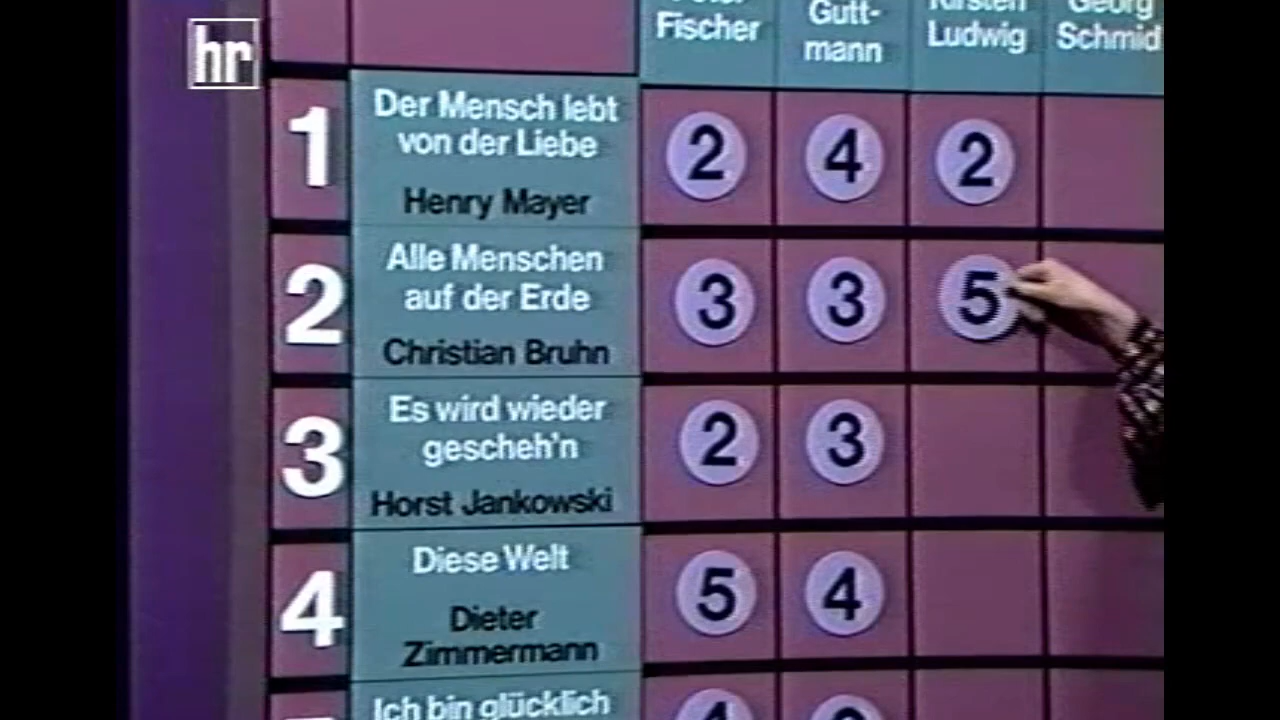 hr
Fischer
Gutt-
mann
Kirsten
Ludwig
Georg
Schmid
1
Der Mensch lebt
von der Liebe
Henry Mayer
2
4
2
2
Alle Menschen
auf der Erde
Christian Bruhn
3
3
5
3
Es wird wieder
gescheh'n
Horst Jankowski
2
3
4
Diese Welt
Dieter
Zimmermann
5
4
Ich bin glücklich